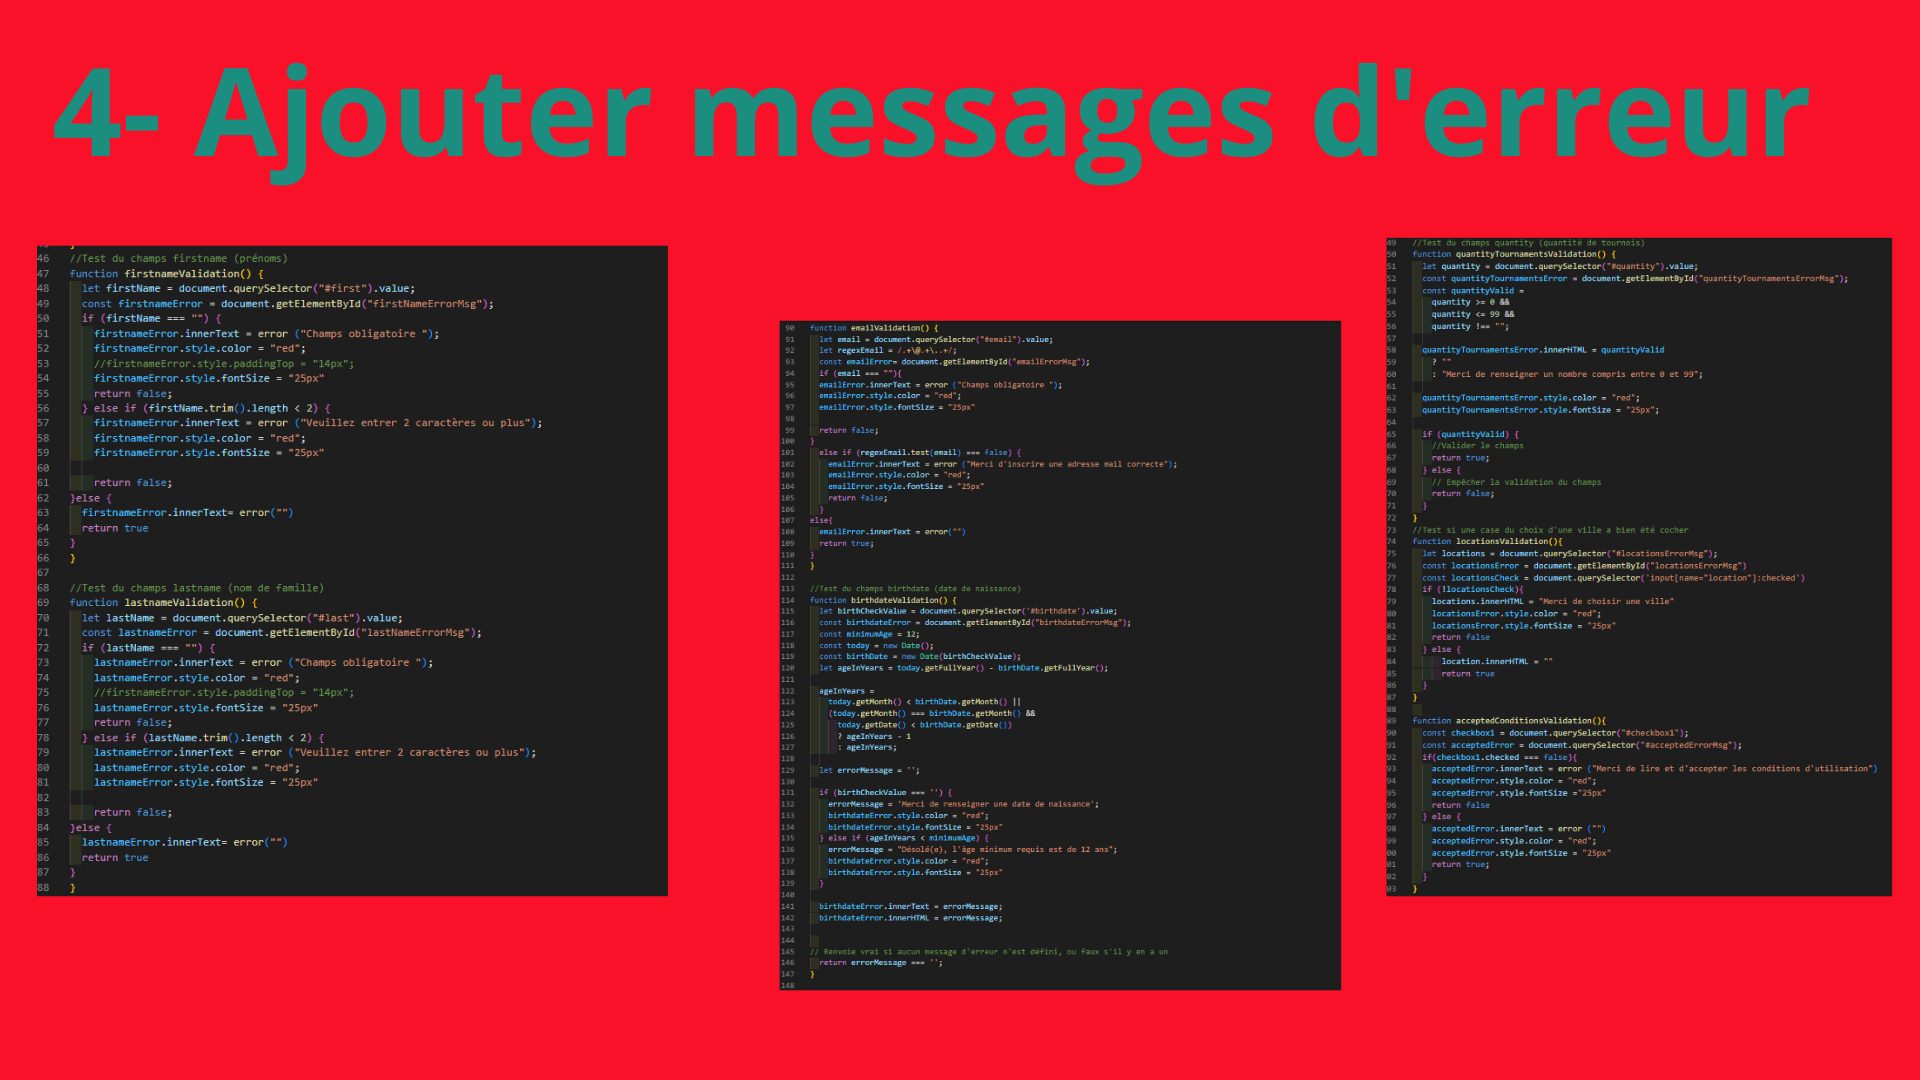 4- Ajouter messages d'erreur
46 //Test du champs firstname (prénoms)
47 function firstnameValidation() {
48 let firstName = document.querySelector("#first").value;
49 const firstnameError = document.getElementById("firstNameErrorMsg");
50 if (firstName === "") {
51 firstnameError.innerText = error ("Champs obligatoire ");
52 firstnameError.style.color = "red";
53 //firstnameError.style.paddingTop = "14px";
54 firstnameError.style.fontSize = "25px"
55 return false;
56 } else if (firstName.trim().length < 2) {
57 firstnameError.innerText = error ("Veuillez entrer 2 caractères ou plus");
58 firstnameError.style.color = "red";
59 firstnameError.style.fontSize = "25px"
60
61 return false;
62 }else {
63 firstnameError.innerText= error("")
64 return true
65 }
66 }
67
68 //Test du champs lastname (nom de famille)
69 function lastnameValidation() {
70 let lastName = document.querySelector("#last").value;
71 const lastnameError = document.getElementById("lastNameErrorMsg");
72 if (lastName === "") {
73 lastnameError.innerText = error ("Champs obligatoire ");
74 lastnameError.style.color = "red";
75 //firstnameError.style.paddingTop = "14px";
76 lastnameError.style.fontSize = "25px"
77 return false;
78 } else if (lastName.trim().length < 2) {
79 lastnameError.innerText = error ("Veuillez entrer 2 caractères ou plus");
80 lastnameError.style.color = "red";
81 lastnameError.style.fontSize = "25px"
82
83 return false;
84 }else {
85 lastnameError.innerText= error("")
86 return true
87 }
88 }
90 function emailValidation() {
91 let email = document.querySelector("#email").value;
92 let regexEmail = /.+\@.+\..+/;
93 const emailError= document.getElementById("emailErrorMsg");
94 if (email === ""){
95 emailError.innerText = error ("Champs obligatoire ");
96 emailError.style.color = "red";
97 emailError.style.fontSize = "25px"
98
99 return false;
100 }
101 else if (regexEmail.test(email) === false) {
102 emailError.innerText = error ("Merci d'inscrire une adresse mail correcte");
103 emailError.style.color = "red";
104 emailError.style.fontSize = "25px"
105 return false;
106 }
107 else{
108 emailError.innerText = error("")
109 return true;
110 }
111 }
112
113 //Test du champs birthdate (date de naissance)
114 function birthdateValidation() {
115 let birthCheckValue = document.querySelector('#birthdate').value;
116 const birthdateError = document.getElementById("birthdateErrorMsg");
117 const minimumAge = 12;
118 const today = new Date();
119 const birthDate = new Date(birthCheckValue);
120 let ageInYears = today.getFullYear() - birthDate.getFullYear();
121
122 ageInYears =
123 today.getMonth() < birthDate.getMonth() ||
124 (today.getMonth() === birthDate.getMonth() &&
125 today.getDate() < birthDate.getDate())
126 ? ageInYears - 1
127 : ageInYears;
128
129 let errorMessage = '';
130
131 if (birthCheckValue === '') {
132 errorMessage = 'Merci de renseigner une date de naissance';
133 birthdateError.style.color = "red";
134 birthdateError.style.fontSize = "25px"
135 } else if (ageInYears < minimumAge) {
136 errorMessage = "Désolé(e), l'âge minimum requis est de 12 ans";
137 birthdateError.style.color = "red";
138 birthdateError.style.fontSize = "25px"
139 }
140
141 birthdateError.innerText = errorMessage;
142 birthdateError.innerHTML = errorMessage;
143
144
145 // Renvoie vrai si aucun message d'erreur n'est défini, ou faux s'il y en a un
146 return errorMessage === '';
147 }
148
49 //Test du champs quantity (quantité de tournois)
50 function quantityTournamentsValidation() {
51 let quantity = document.querySelector("#quantity").value;
52 const quantityTournamentsError = document.getElementById("quantityTournamentsErrorMsg");
53 const quantityValid =
54 quantity >= 0 &&
55 quantity <= 99 &&
56 quantity !== "";
57
58 quantityTournamentsError.innerHTML = quantityValid
59 ? ""
60 : "Merci de renseigner un nombre compris entre 0 et 99";
61
62 quantityTournamentsError.style.color = "red";
63 quantityTournamentsError.style.fontSize = "25px";
64
65 if (quantityValid) {
66 //Valider le champs
67 return true;
68 } else {
69 // Empêcher la validation du champs
70 return false;
71 }
72 }
73 //Test si une case du choix d'une ville a bien été cocher
74 function locationsValidation(){
75 let locations = document.querySelector("#locationsErrorMsg");
76 const locationsError = document.getElementById("locationsErrorMsg")
77 const locationsCheck = document.querySelector('input[name="location"]:checked')
78 if (!locationsCheck){
79 locations.innerHTML = "Merci de choisir une ville"
80 locationsError.style.color = "red";
81 locationsError.style.fontSize = "25px"
82 return false
83 } else {
84 location.innerHTML = ""
85 return true
86 }
87 }
88
89 function acceptedConditionsValidation(){
90 const checkbox1 = document.querySelector("#checkbox1");
91 const acceptedError = document.querySelector("#acceptedErrorMsg");
92 if(checkbox1.checked === false){
93 acceptedError.innerText = error ("Merci de lire et d'accepter les conditions d'utilisation")
94 acceptedError.style.color = "red";
95 acceptedError.style.fontSize ="25px"
96 return false
97 } else {
98 acceptedError.innerText = error ("")
99 acceptedError.style.color = "red";
00 acceptedError.style.fontSize ="25px"
01 return true;
02 }
03 }